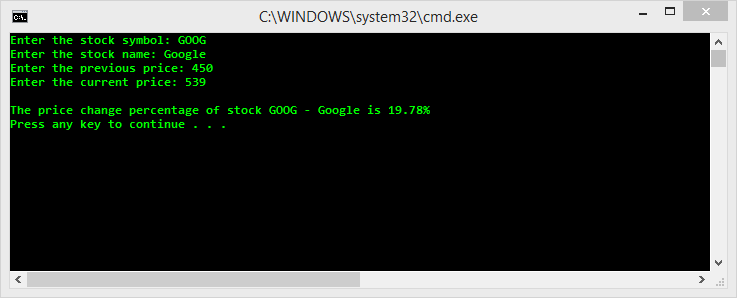 C:\WINDOWS\system32\cmd.exe
Enter the stock symbol: GOOG
Enter the stock name: Google
Enter the previous price: 450
Enter the current price: 539
The price change percentage of stock GOOG - Google is 19.78%
Press any key to continue . . .